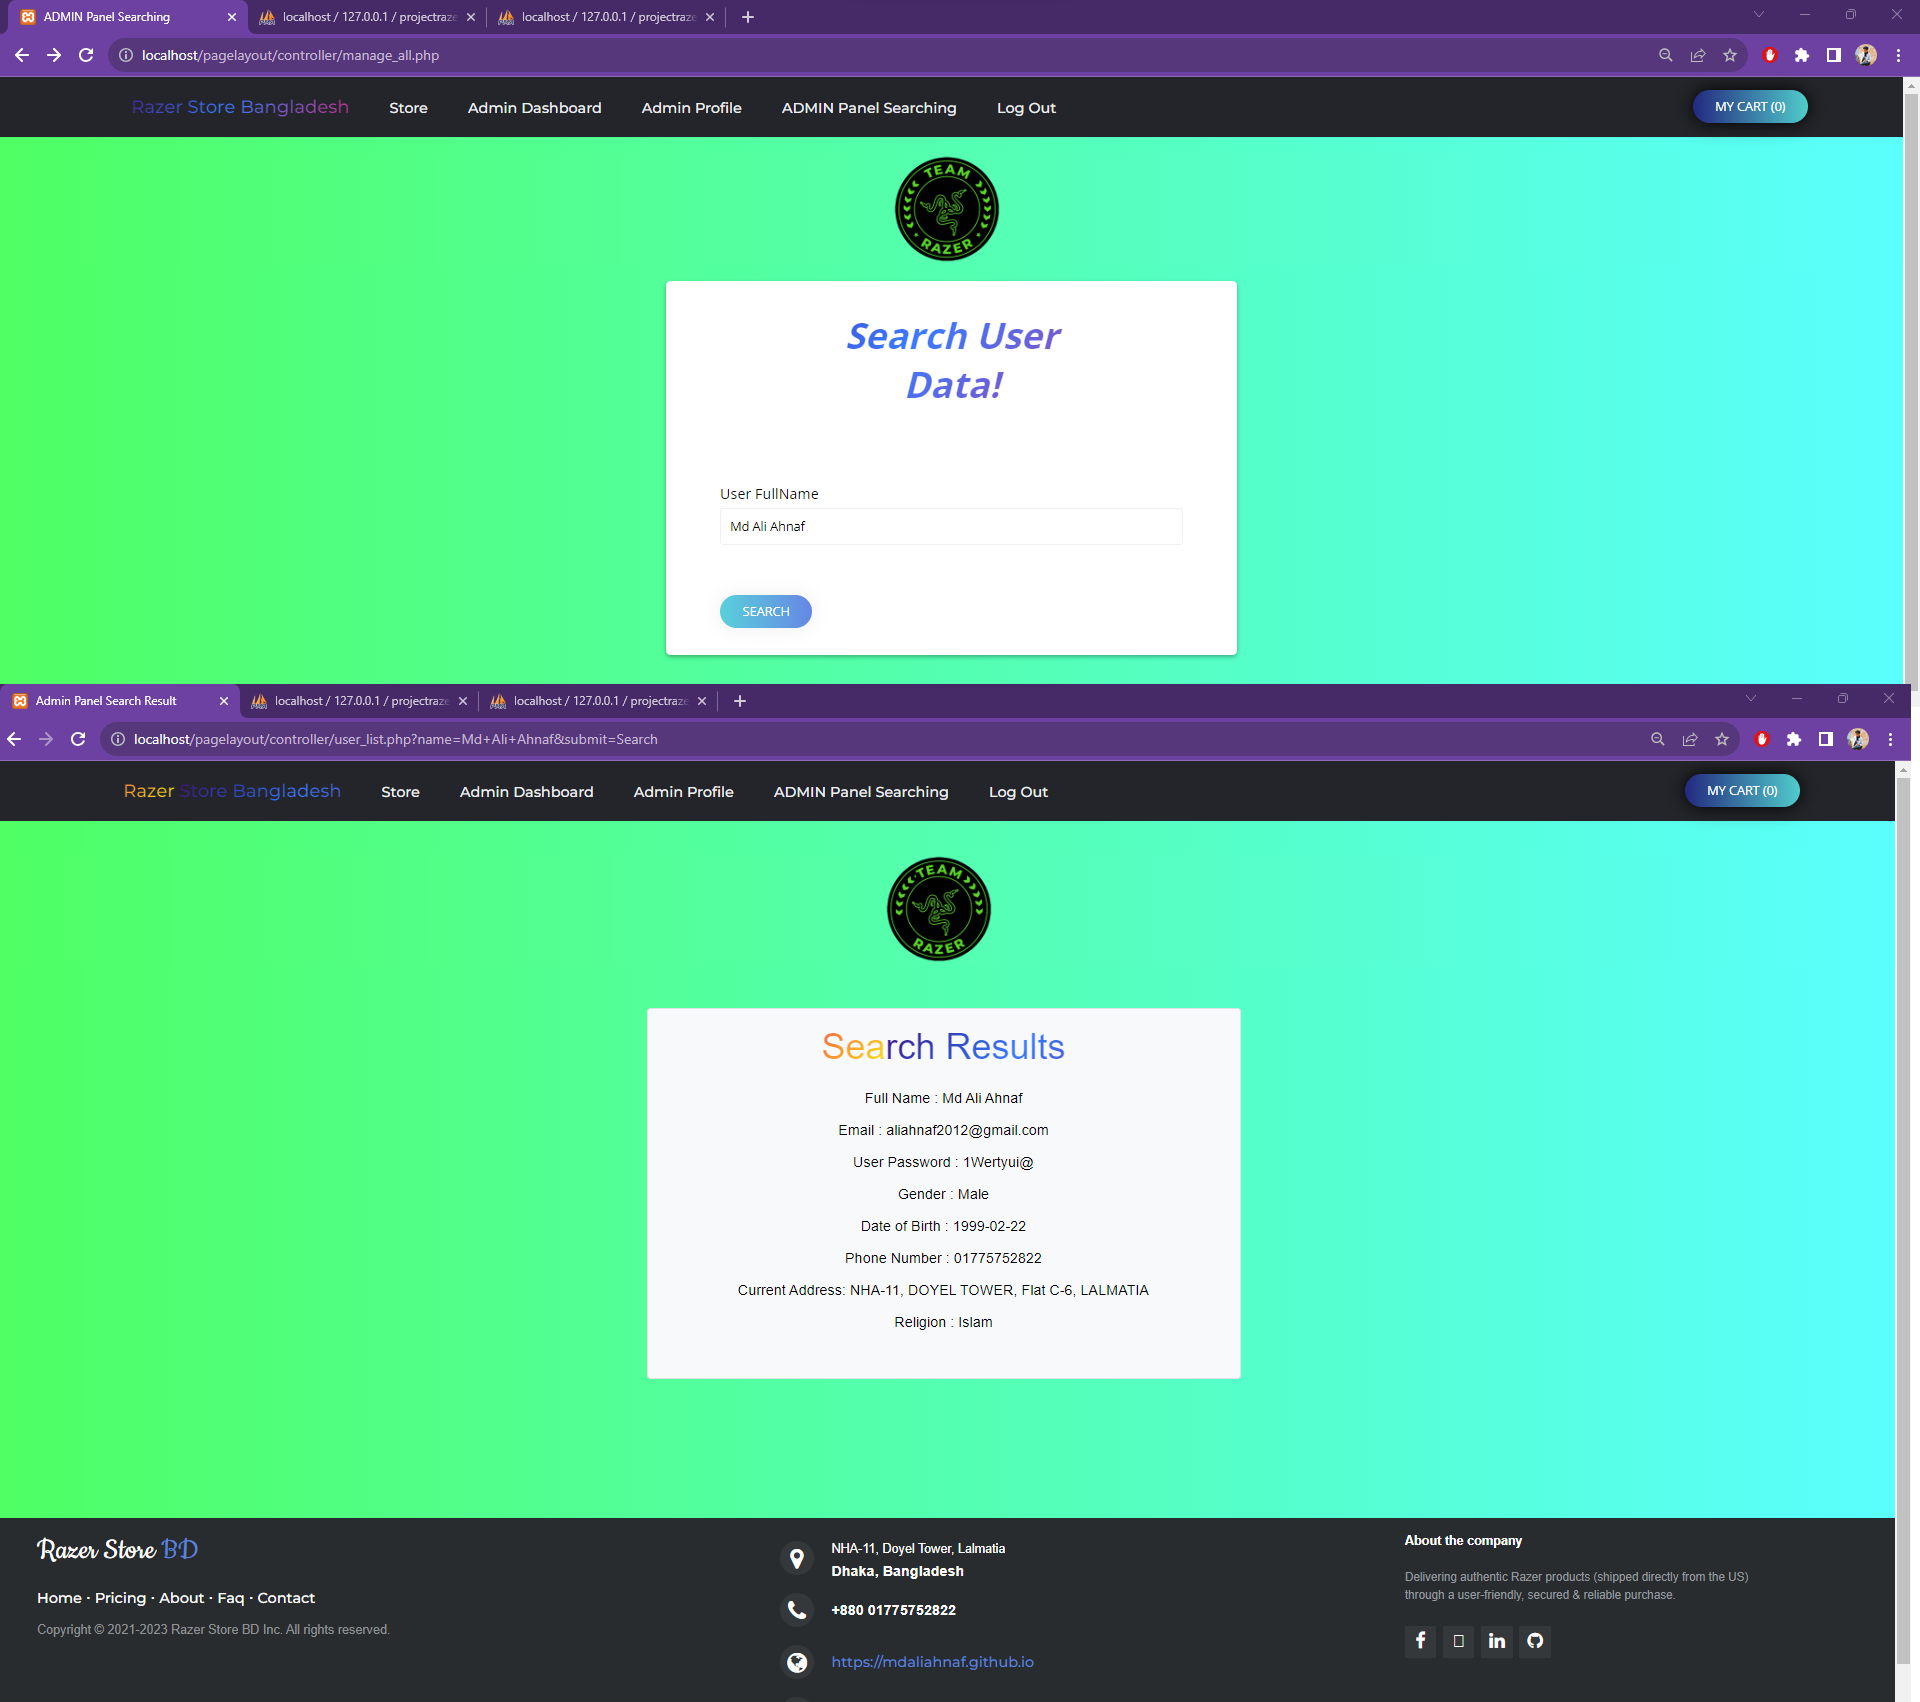 ADMIN Panel Searching
localhost / 127.0.0.1 / projectraze
localhost / 127.0.0.1 / projectraze
localhost/pagelayout/controller/manage_all.php
Razer Store Bangladesh
Store
Admin Dashboard
Admin Profile
ADMIN Panel Searching
Log Out
MY CART (0)
TEAM
RAZER
Search User
Data!
User FullName
Md Ali Ahnaf
SEARCH
Admin Panel Search Result
localhost / 127.0.0.1 / projectraze
localhost / 127.0.0.1 / projectraze
localhost/pagelayout/controller/user_list.php?name=Md+Ali+Ahnaf&submit=Search
Razer Store Bangladesh
Store
Admin Dashboard
Admin Profile
ADMIN Panel Searching
Log Out
MY CART (0)
TEAM
RAZER
Search Results
Full Name : Md Ali Ahnaf
Email : aliahnaf2012@gmail.com
User Password : 1Wertyui@
Gender : Male
Date of Birth : 1999-02-22
Phone Number : 01775752822
Current Address: NHA-11, DOYEL TOWER, Flat C-6, LALMATIA
Religion : Islam
Razer Store BD
Home · Pricing · About · Faq · Contact
Copyright © 2021-2023 Razer Store BD Inc. All rights reserved.
NHA-11, Doyel Tower, Lalmatia
Dhaka, Bangladesh
+880 01775752822
https://mdaliahnaf.github.io
About the company
Delivering authentic Razer products (shipped directly from the US)
through a user-friendly, secured & reliable purchase.